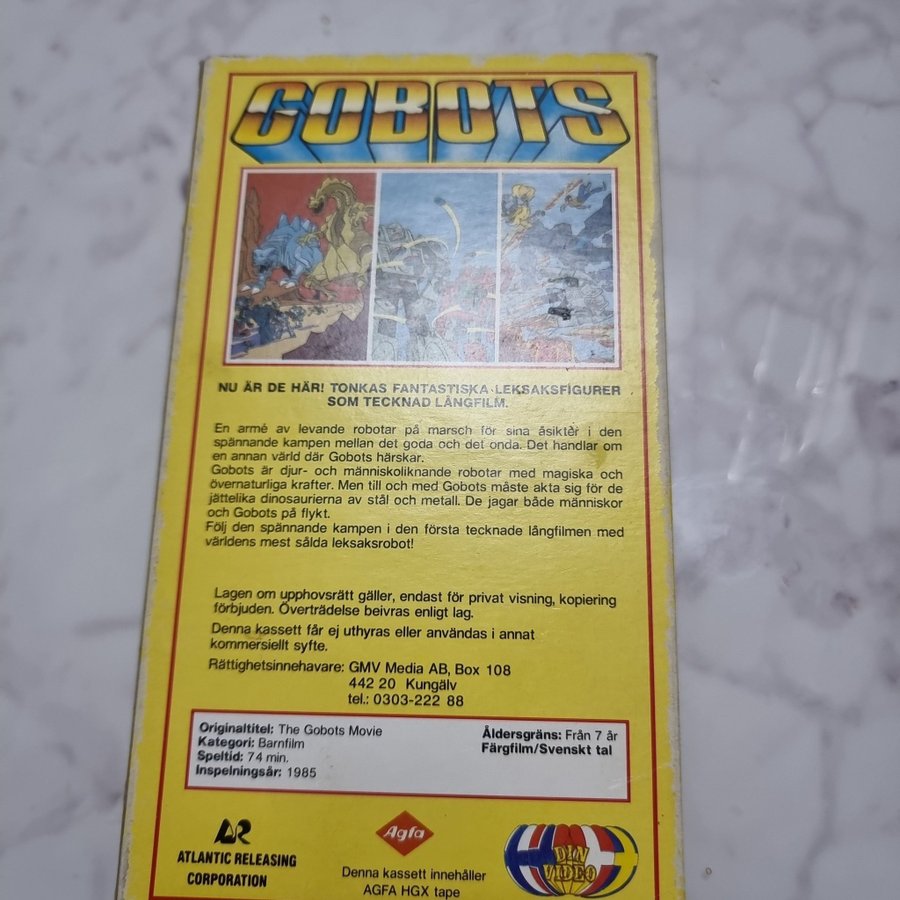 GOBOTS
NU ÄR DE HÄR! TONKAS FANTASTISKA LEKSAKSFIGURER
SOM TECKNAD LÅNGFILM.
En armé av levande robotar på marsch för sina åsikter i den
spännande kampen mellan det goda och det onda. Det handlar om
en annan värld där Gobots härskar.
Gobots är djur- och människoliknande robotar med magiska och
övernaturliga krafter. Men till och med Gobots måste akta sig för de
jättelika dinosaurierna av stål och metall. De jagar både människor
och Gobots på flykt.
Följ den spännande kampen i den första tecknade långfilmen med
världens mest sålda leksaksrobot!
Lagen om upphovsrätt gäller, endast för privat visning, kopiering
förbjuden. Överträdelse beivras enligt lag.
Denna kassett får ej uthyras eller användas i annat
kommersiellt syfte.
Rättighetsinnehavare: GMV Media AB, Box 108
442 20 Kungälv
tel.: 0303-222 88
Originaltitel: The Gobots Movie
Kategori: Barnfilm
Speltid: 74 min.
Inspelningsår: 1985
Åldersgräns: Från 7 år
Färgfilm/Svenskt tal
AR
ATLANTIC RELEASING
CORPORATION
Agfa
Denna kassett innehåller
AGFA HGX tape
DIN
VIDEO